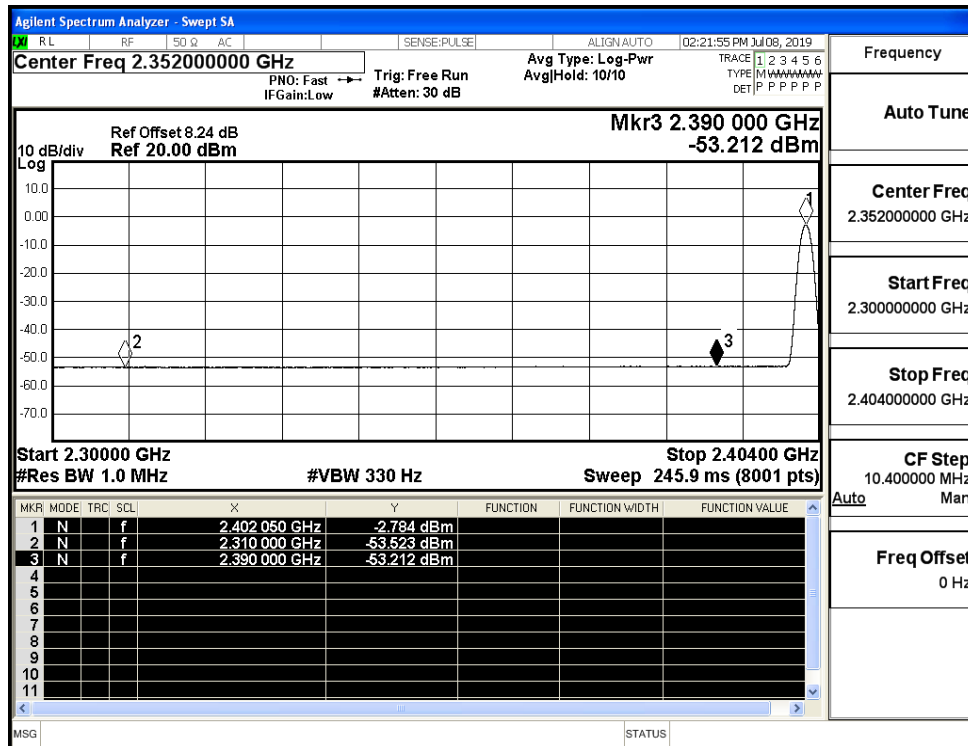 Agilent Spectrum Analyzer - Swept SA
LXI RL RF 50 Ω AC SENSE:PULSE ALIGN AUTO 02:21:55 PM Jul 08, 2019
Center Freq 2.352000000 GHz
PNO: Fast
IFGain:Low
Trig: Free Run
#Atten: 30 dB
Avg Type: Log-Pwr
Avg|Hold: 10/10
TRACE 1 2 3 4 5 6
TYPE M WWWWW
DET P P P P P P
Ref Offset 8.24 dB
Ref 20.00 dBm
10 dB/div
Log
Mkr3 2.390 000 GHz
-53.212 dBm
10.0
0.00
-10.0
-20.0
-30.0
-40.0
-50.0
-60.0
-70.0
1
2
3
Start 2.30000 GHz Stop 2.40400 GHz
#Res BW 1.0 MHz #VBW 330 Hz Sweep 245.9 ms (8001 pts)
MKR MODE TRC SCL X Y FUNCTION FUNCTION WIDTH FUNCTION VALUE
1 N f 2.402 050 GHz -2.784 dBm
2 N f 2.310 000 GHz -53.523 dBm
3 N f 2.390 000 GHz -53.212 dBm
4
5
6
7
8
9
10
11
MSG STATUS
Frequency
Auto Tune
Center Freq
2.352000000 GHz
Start Freq
2.300000000 GHz
Stop Freq
2.404000000 GHz
CF Step
10.400000 MHz
Auto Man
Freq Offset
0 Hz